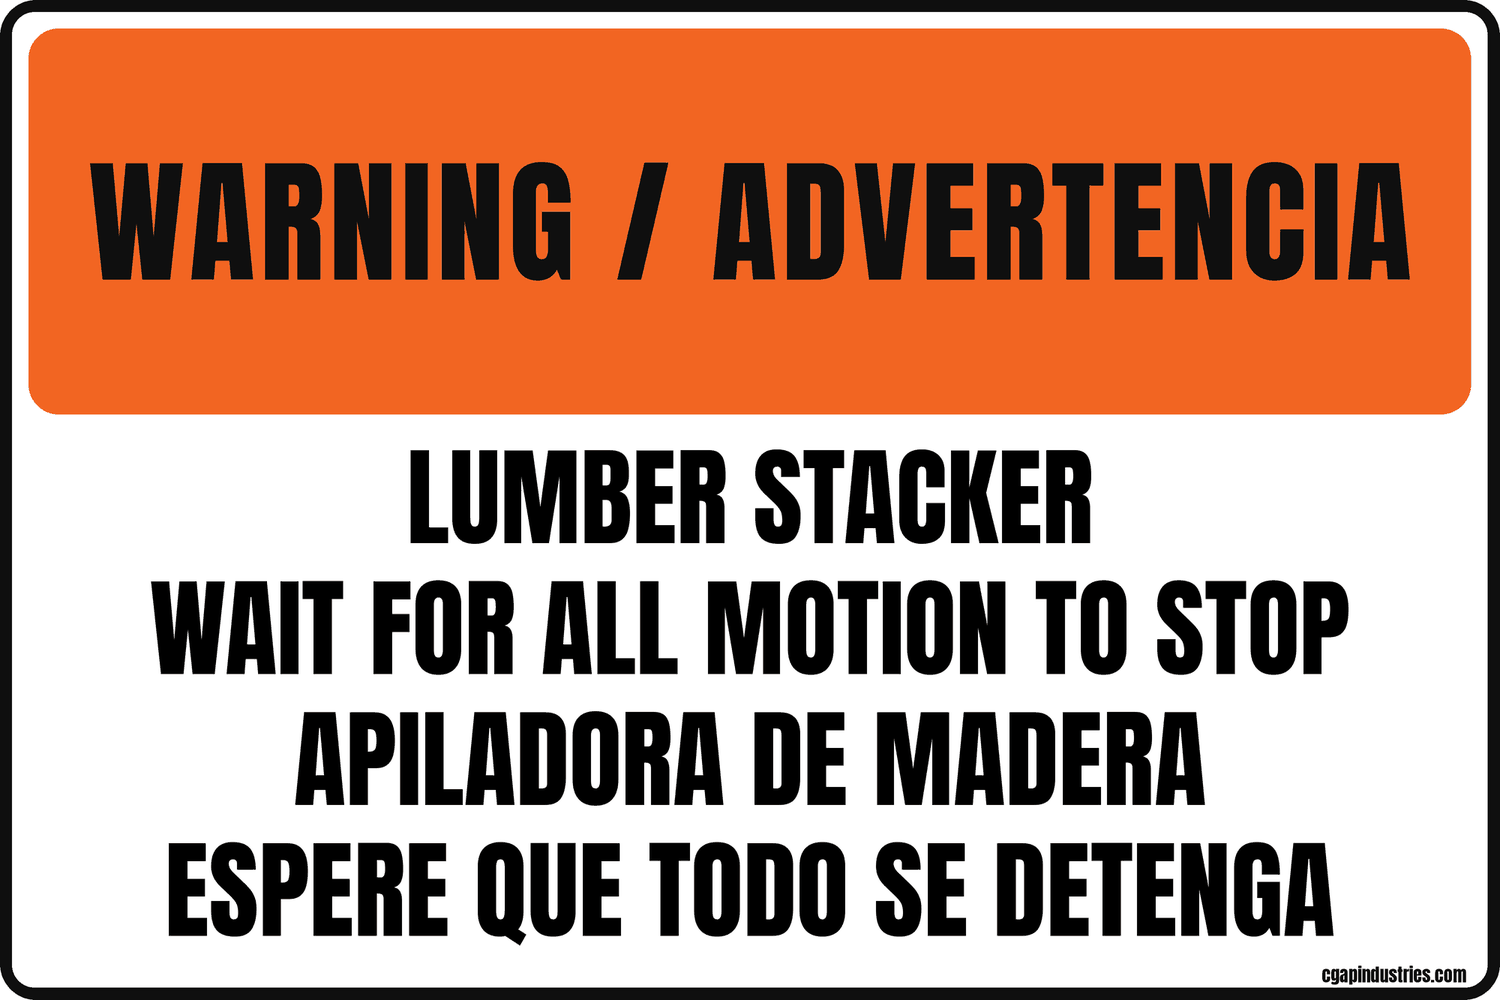 WARNING / ADVERTENCIA
LUMBER STACKER
WAIT FOR ALL MOTION TO STOP
APILADORA DE MADERA
ESPERE QUE TODO SE DETENGA
cgapindustries.com